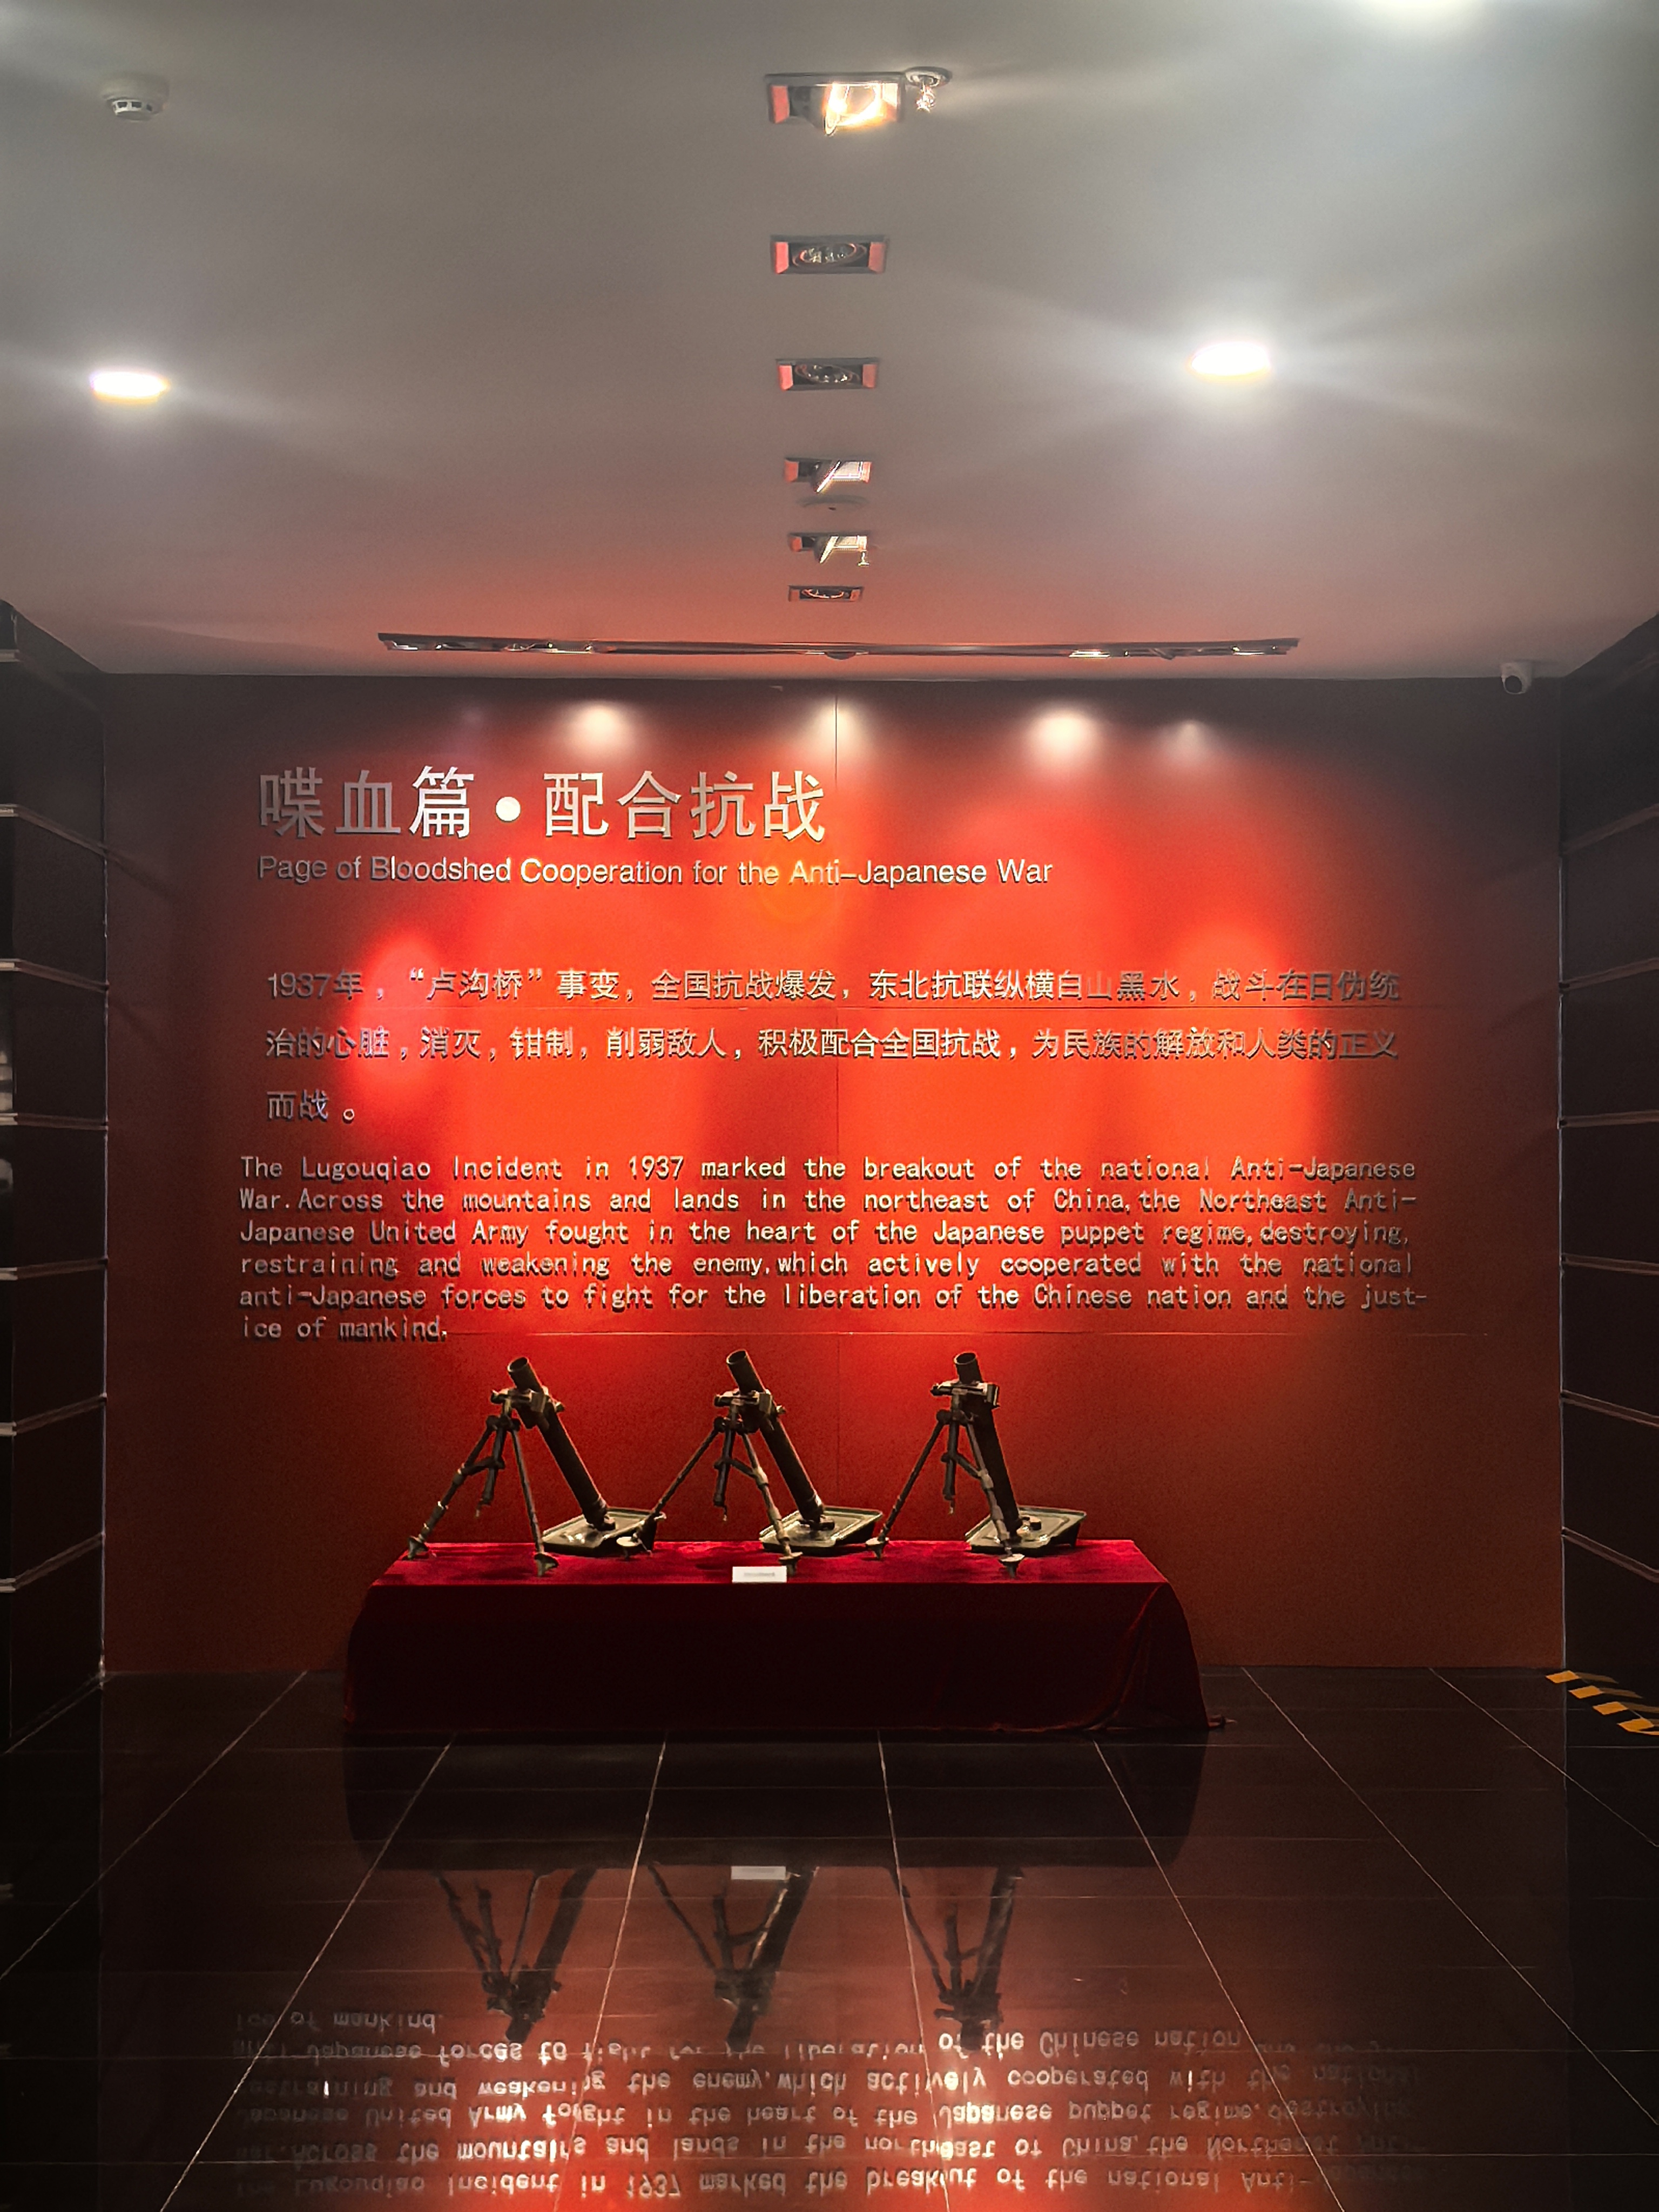 喋血篇•配合抗战
Page of Bloodshed Cooperation for the Anti-Japanese War
1937年，“卢沟桥”事变，全国抗战爆发，东北抗联纵横白山黑水，战斗在日伪统
治的心脏，消灭，钳制，削弱敌人，积极配合全国抗战，为民族的解放和人类的正义
而战。
The Lugouqiao Incident in 1937 marked the breakout of the national Anti-Japanese
War.Across the mountains and lands in the northeast of China,the Northeast Anti-
Japanese United Army fought in the heart of the Japanese puppet regime,destroying,
restraining and weakening the enemy,which actively cooperated with the national
anti-Japanese forces to fight for the liberation of the Chinese nation and the just-
ice of mankind.